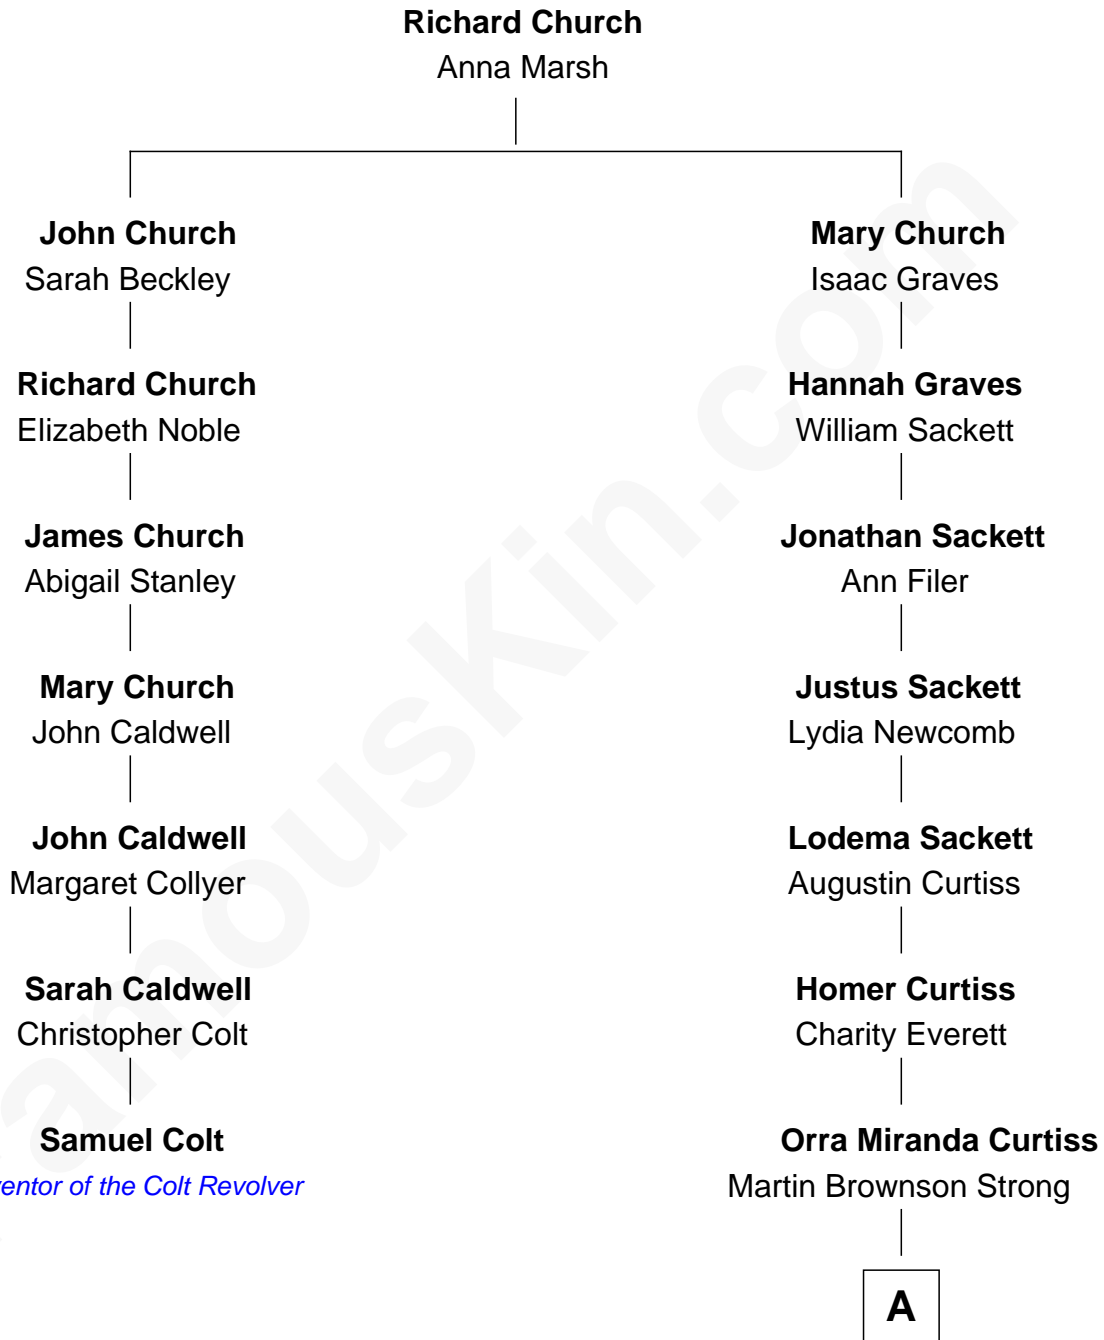 Richard Church
Anna Marsh
John Church
Sarah Beckley
Mary Church
Isaac Graves
Richard Church
Elizabeth Noble
Hannah Graves
William Sackett
James Church
Abigail Stanley
Jonathan Sackett
Ann Filer
Mary Church
John Caldwell
Justus Sackett
Lydia Newcomb
John Caldwell
Margaret Collyer
Lodema Sackett
Augustin Curtiss
Sarah Caldwell
Christopher Colt
Homer Curtiss
Charity Everett
Samuel Colt
entor of the Colt Revolver
Orra Miranda Curtiss
Martin Brownson Strong
A
amousKin.com